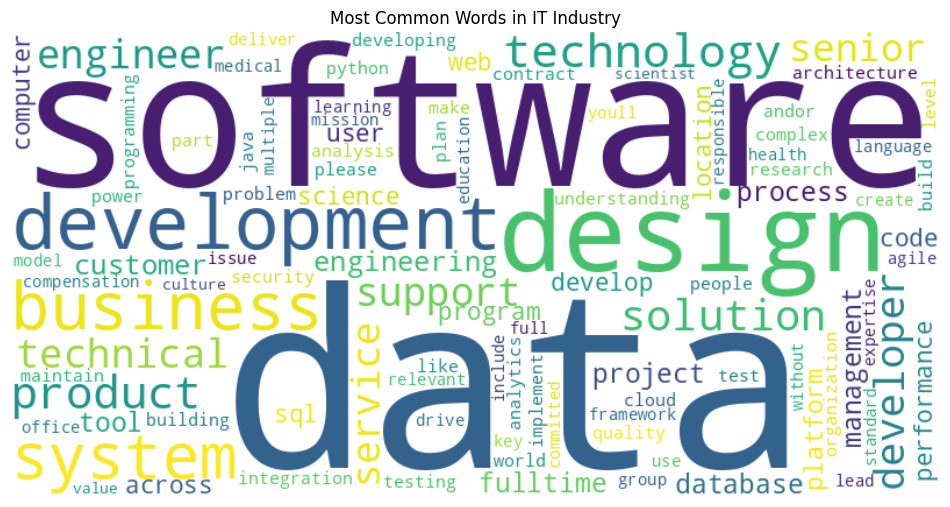 Most Common Words in IT Industry
software
data
design
development
business
system
technology
product
engineer
senior
developer
solution
support
technical
service
customer
engineering
computer
deliver
developing
medical
python
web
contract
scientist
architecture
level
programming
java
multiple
learning
mission
user
analysis
please
make
plan
education
youll
location
responsible
andor
complex
health
research
language
build
part
power
problem
science
understanding
process
create
code
agile
model
issue
compensation
culture
security
program
develop
people
management
expertise
performance
full
include
analytics
implement
committed
like
relevant
project
test
cloud
framework
quality
without
platform
organization
standard
maintain
office
tool
building
sql
drive
key
world
use
value
across
integration
testing
fulltime
group
database
lead